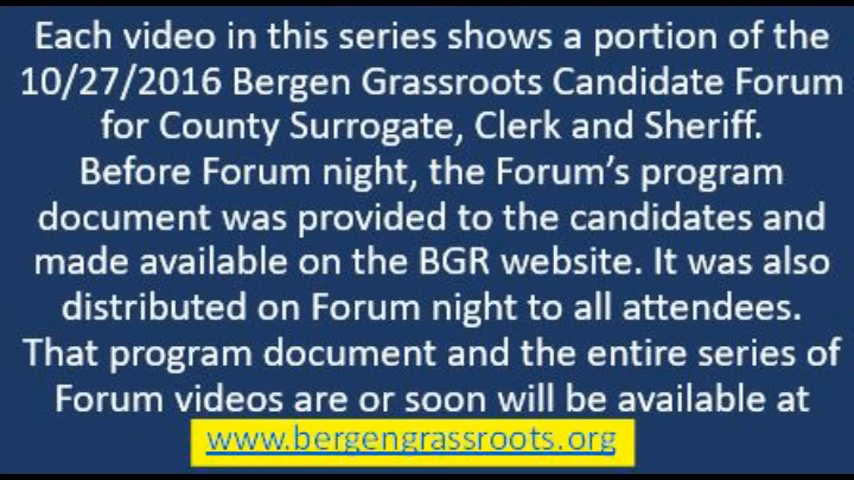 Each video in this series shows a portion of the
10/27/2016 Bergen Grassroots Candidate Forum
for County Surrogate, Clerk and Sheriff.
Before Forum night, the Forum’s program
document was provided to the candidates and
made available on the BGR website. It was also
distributed on Forum night to all attendees.
That program document and the entire series of
Forum videos are or soon will be available at
www.bergengrassroots.org